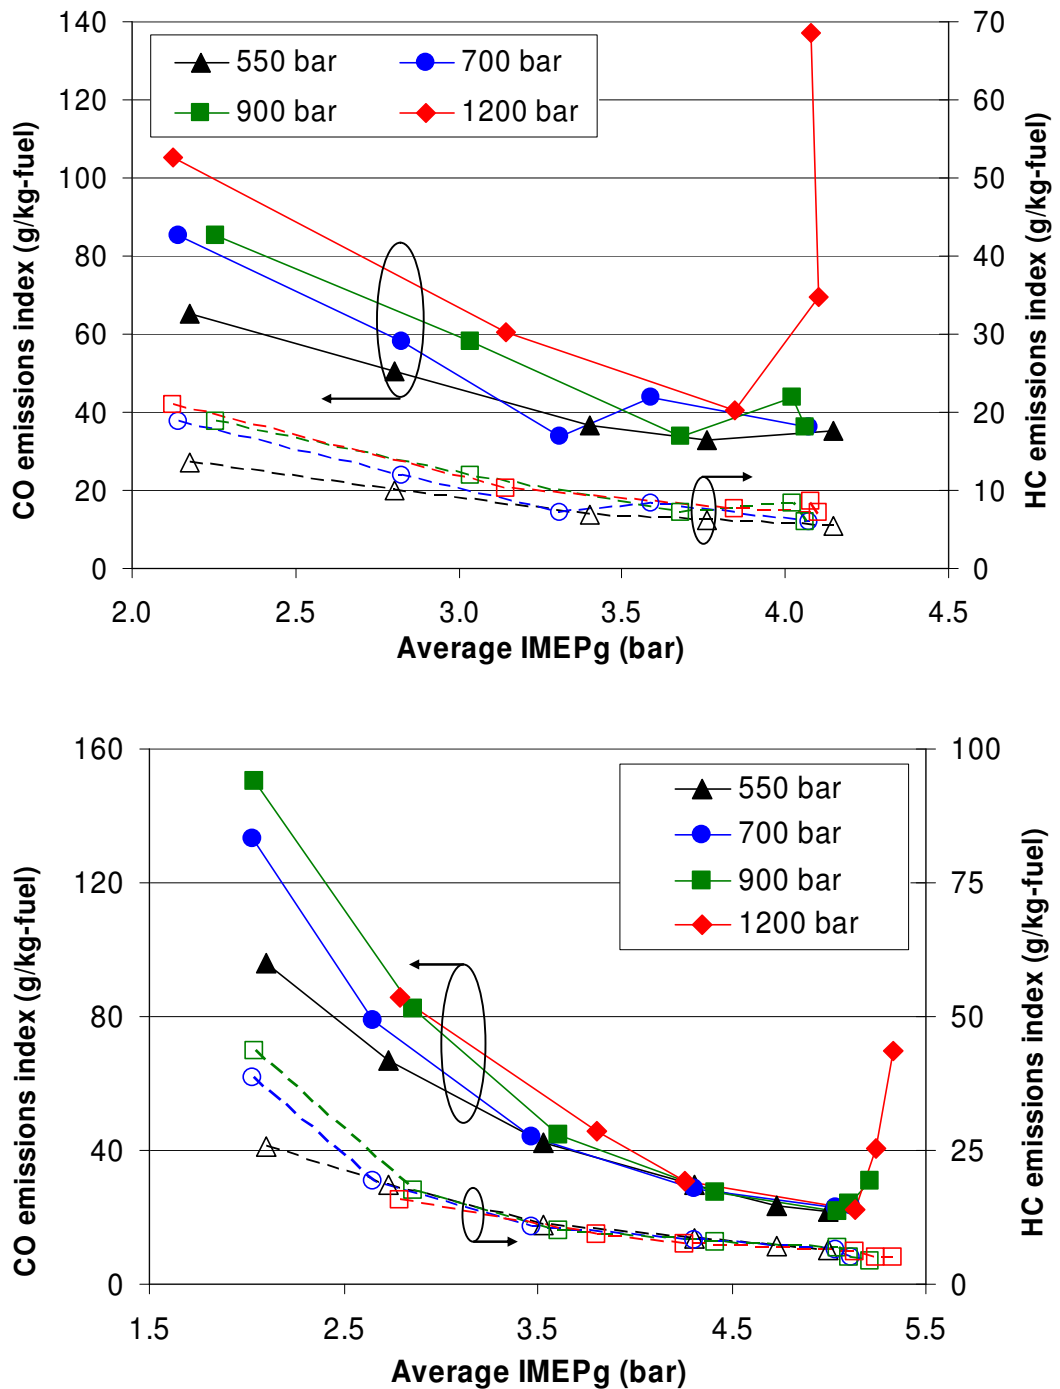 CO emissions index (g/kg-fuel)
140
120
100
80
60
40
20
0
550 bar
700 bar
900 bar
1200 bar
70
60
50
40
30
20
10
0
HC emissions index (g/kg-fuel)
2.0
2.5
3.0
3.5
4.0
4.5
Average IMEPg (bar)
CO emissions index (g/kg-fuel)
160
120
80
40
0
550 bar
700 bar
900 bar
1200 bar
100
75
50
25
0
HC emissions index (g/kg-fuel)
1.5
2.5
3.5
4.5
5.5
Average IMEPg (bar)